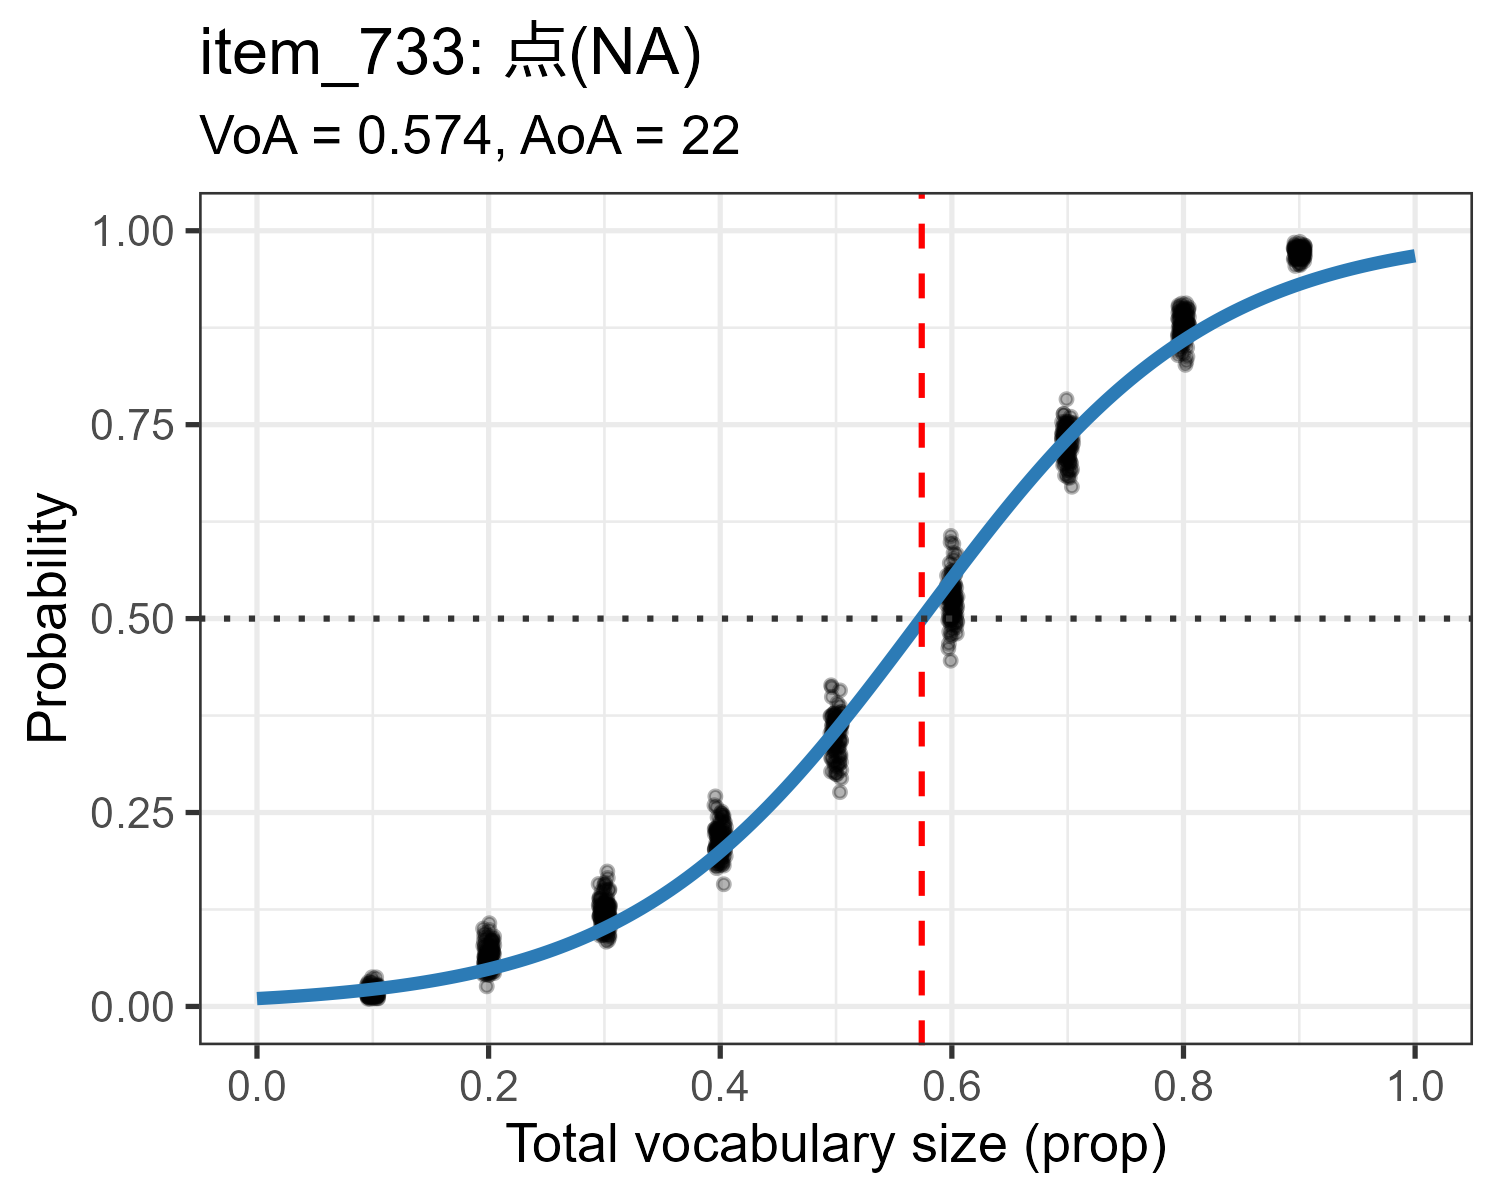 item_733: 点(NA)
VoA = 0.574, AoA = 22
1.00
0.75
0.50
0.25
0.00
Probability
0.0 0.2 0.4 0.6 0.8 1.0
Total vocabulary size (prop)